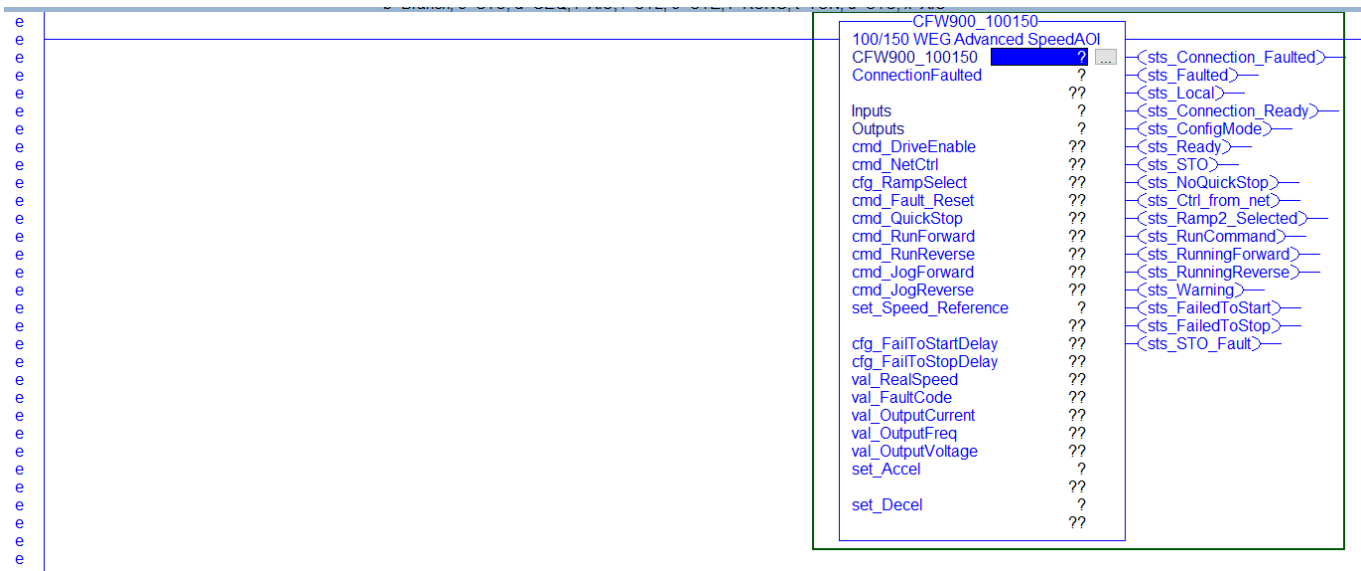 e CFW900_100150
e 100/150 WEG Advanced SpeedAOI
e CFW900_100150 ? ... sts_Connection_Faulted
e ConnectionFaulted ? sts_Faulted
e ?? sts_Local
e Inputs ? sts_Connection_Ready
e Outputs ? sts_ConfigMode
e cmd_DriveEnable ?? sts_Ready
e cmd_NetCtrl ?? sts_STO
e cfg_RampSelect ?? sts_NoQuickStop
e cmd_Fault_Reset ?? sts_Ctrl_from_net
e cmd_QuickStop ?? sts_Ramp2_Selected
e cmd_RunForward ?? sts_RunCommand
e cmd_RunReverse ?? sts_RunningForward
e cmd_JogForward ?? sts_RunningReverse
e cmd_JogReverse ?? sts_Warning
e set_Speed_Reference ? sts_FailedToStart
e ?? sts_FailedToStop
e cfg_FailToStartDelay ?? sts_STO_Fault
e cfg_FailToStopDelay ??
e val_RealSpeed ??
e val_FaultCode ??
e val_OutputCurrent ??
e val_OutputFreq ??
e val_OutputVoltage ??
e set_Accel ?
e ??
e set_Decel ?
e ??
e
e